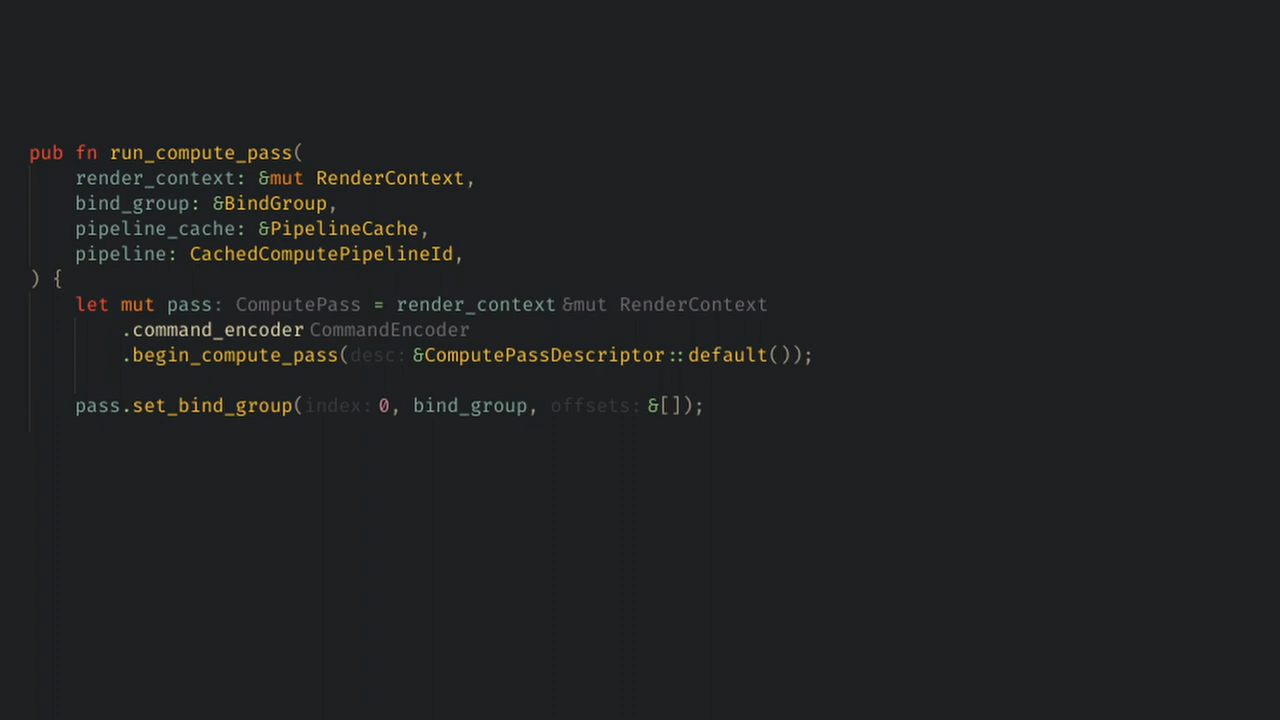 pub fn run_compute_pass(
    render_context: &mut RenderContext,
    bind_group: &BindGroup,
    pipeline_cache: &PipelineCache,
    pipeline: CachedComputePipelineId,
) {
    let mut pass: ComputePass = render_context &mut RenderContext
        .command_encoder CommandEncoder
        .begin_compute_pass(desc: &ComputePassDescriptor::default());
    pass.set_bind_group(index: 0, bind_group, offsets: &[]);